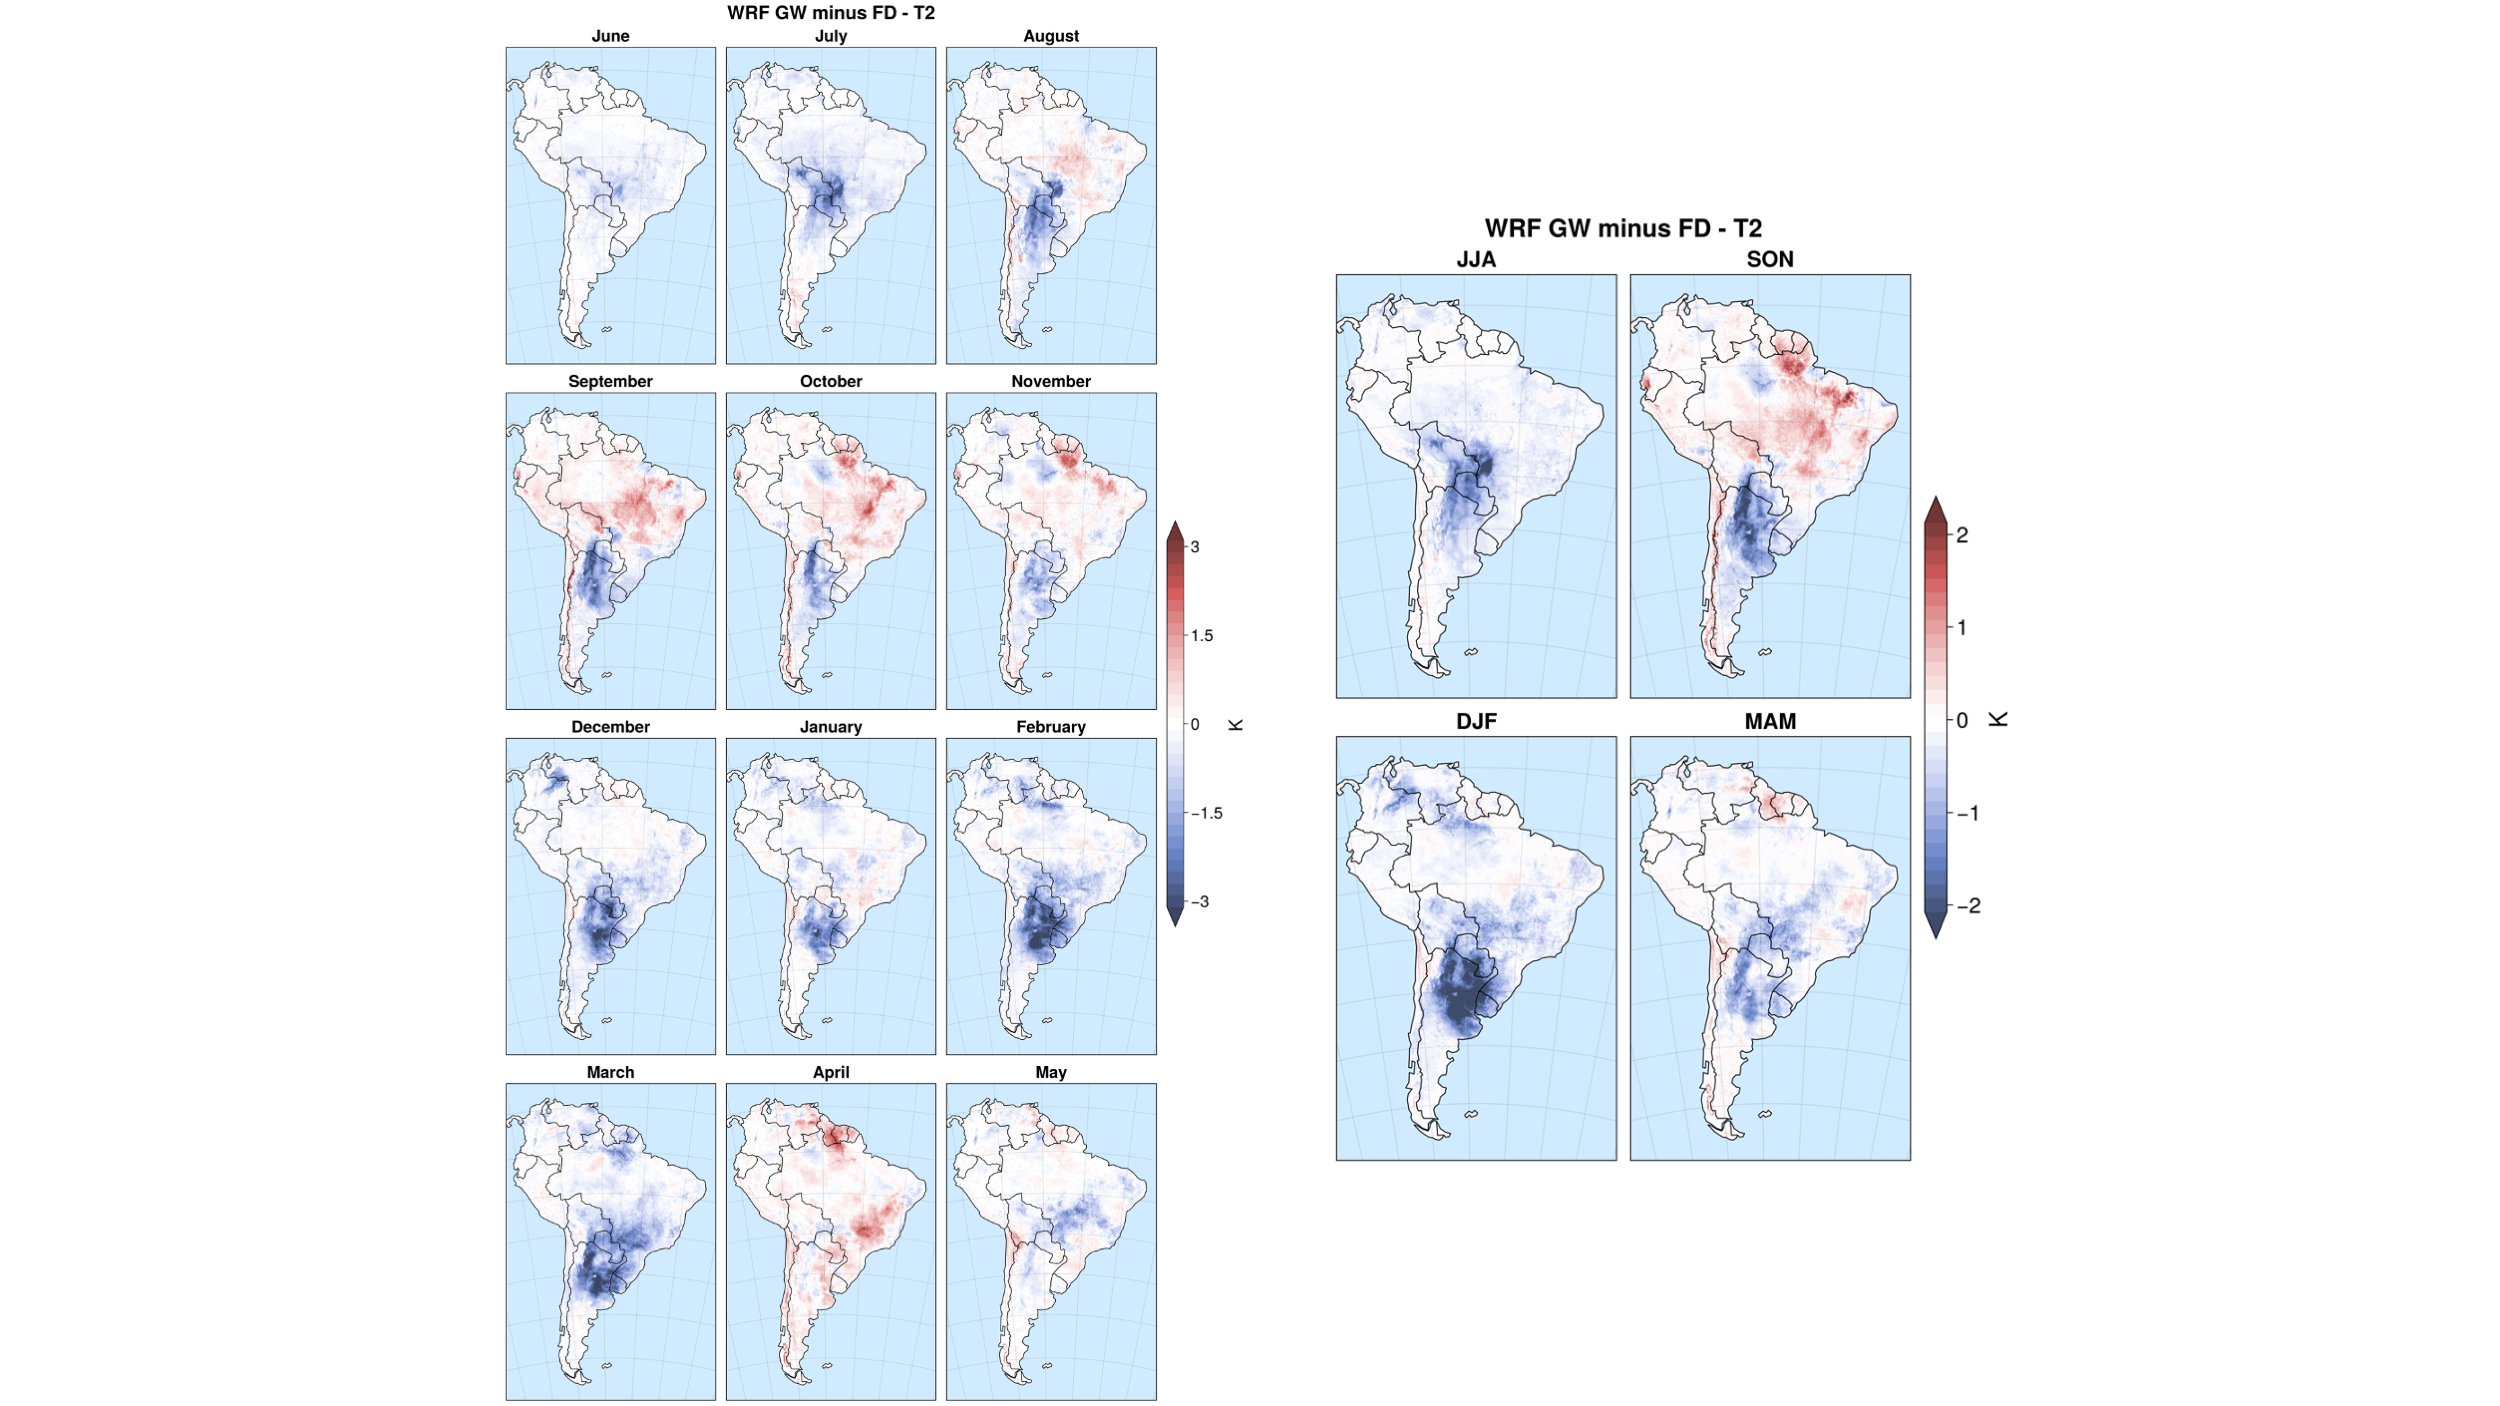 WRF GW minus FD - T2
June
July
August
September
October
November
December
January
February
March
April
May
3
1.5
0
−1.5
−3
K
WRF GW minus FD - T2
JJA
SON
DJF
MAM
2
1
0
−1
−2
K